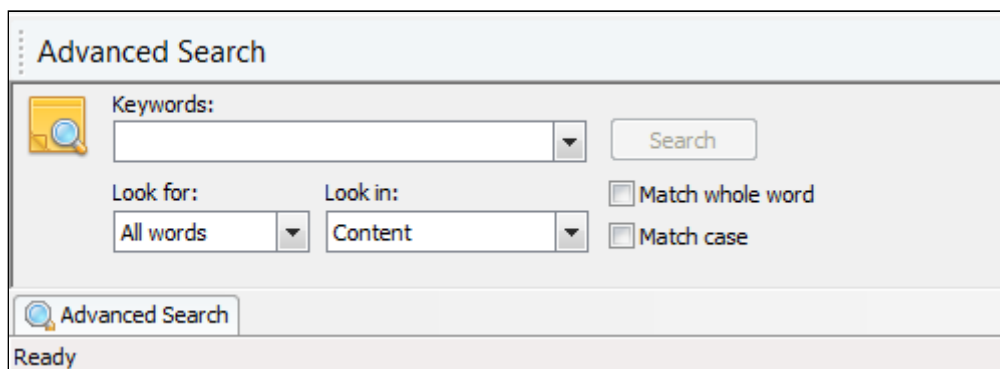 Advanced Search
Keywords:
Search
Look for:
Look in:
Match whole word
All words
Content
Match case
Advanced Search
Ready